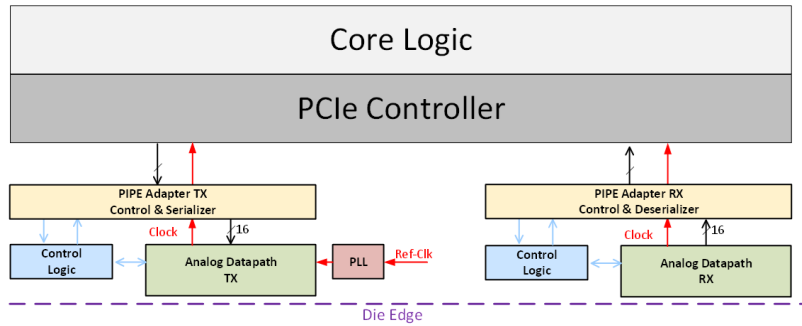 Core Logic
PCIe Controller
PIPE Adapter TX
Control & Serializer
PIPE Adapter RX
Control & Deserializer
Clock
16
Clock
16
Control
Logic
Analog Datapath
TX
PLL
Ref-Clk
Control
Logic
Analog Datapath
RX
Die Edge